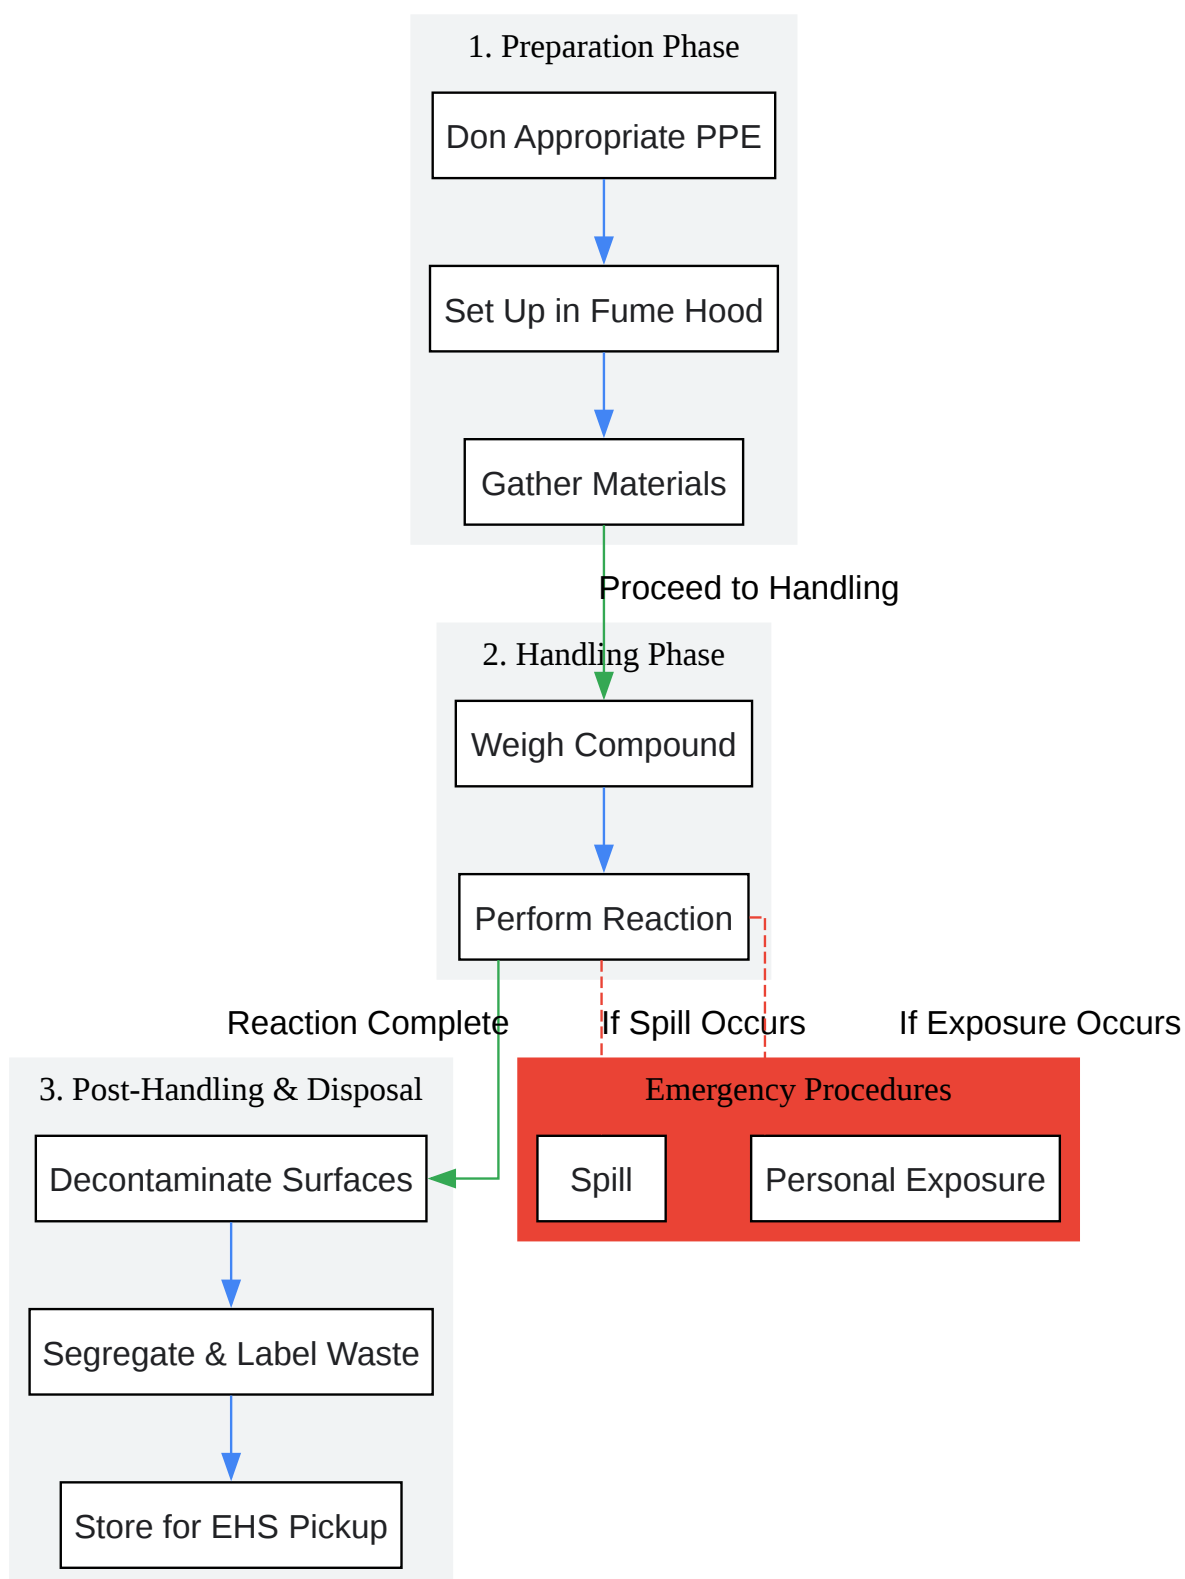 1. Preparation Phase
Don Appropriate PPE
Set Up in Fume Hood
Gather Materials
Proceed to Handling
2. Handling Phase
Weigh Compound
Perform Reaction
Reaction Complete
If Spill Occurs
If Exposure Occurs
3. Post-Handling & Disposal
Decontaminate Surfaces
Segregate & Label Waste
Store for EHS Pickup
Emergency Procedures
Spill
Personal Exposure